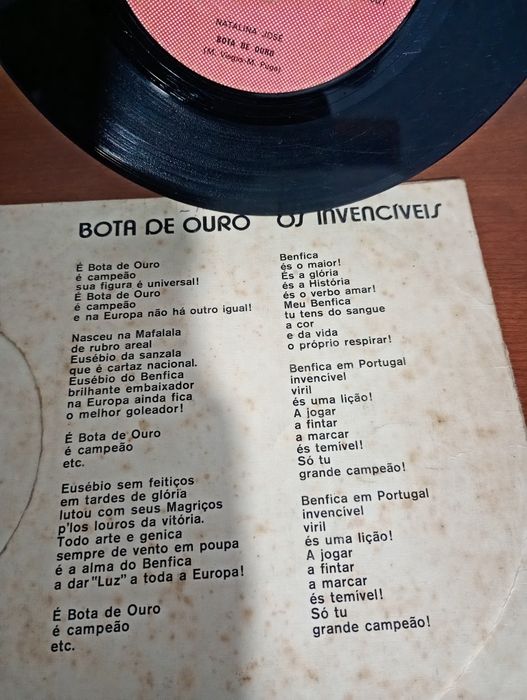 NATALINA JOSÉ
BOTA DE OURO
(M. Viegas-M. Puga)
BOTA DE OURO
É Bota de Ouro
é campeão
sua figura é universal!
É Bota de Ouro
é campeão
e na Europa não há outro igual!
Nasceu na Mafalala
de rubro areal
Eusébio da sanzala
que é cartaz nacional.
Eusébio do Benfica
brilhante embaixador
na Europa ainda fica
o melhor goleador!
É Bota de Ouro
é campeão
etc.
Eusébio sem feitiços
em tardes de glória
lutou com seus Magriços
p'los louros da vitória.
Todo arte e genica
sempre de vento em poupa
é a alma do Benfica
a dar "Luz" a toda a Europa!
É Bota de Ouro
é campeão
etc.
OS INVENCÍVEIS
Benfica
és o maior!
És a glória
és a História
és o verbo amar!
Meu Benfica
tu tens do sangue
a cor
e da vida
o próprio respirar!
Benfica em Portugal
invencível
viril
és uma lição!
A jogar
a fintar
a marcar
és temível!
Só tu
grande campeão!
Benfica em Portugal
invencível
viril
és uma lição!
A jogar
a fintar
a marcar
és temível!
Só tu
grande campeão!